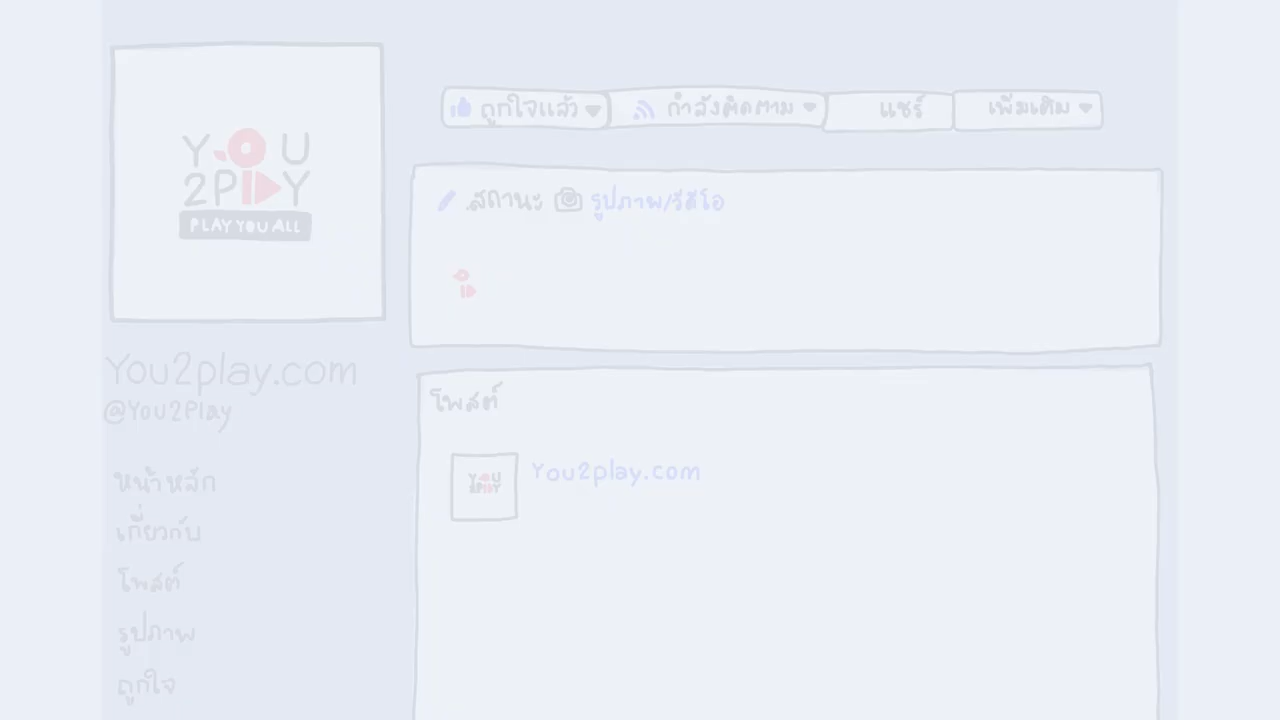 YOU
2PLAY
PLAY YOU ALL
You2play.com
@You2Play
หน้าหลัก
เกี่ยวกับ
โพสต์
รูปภาพ
ถูกใจ
ถูกใจแล้ว กำลังติดตาม แชร์ เพิ่มเติม
สถานะ รูปภาพ/วีดีโอ
โพสต์
YOU
2PLAY
You2play.com